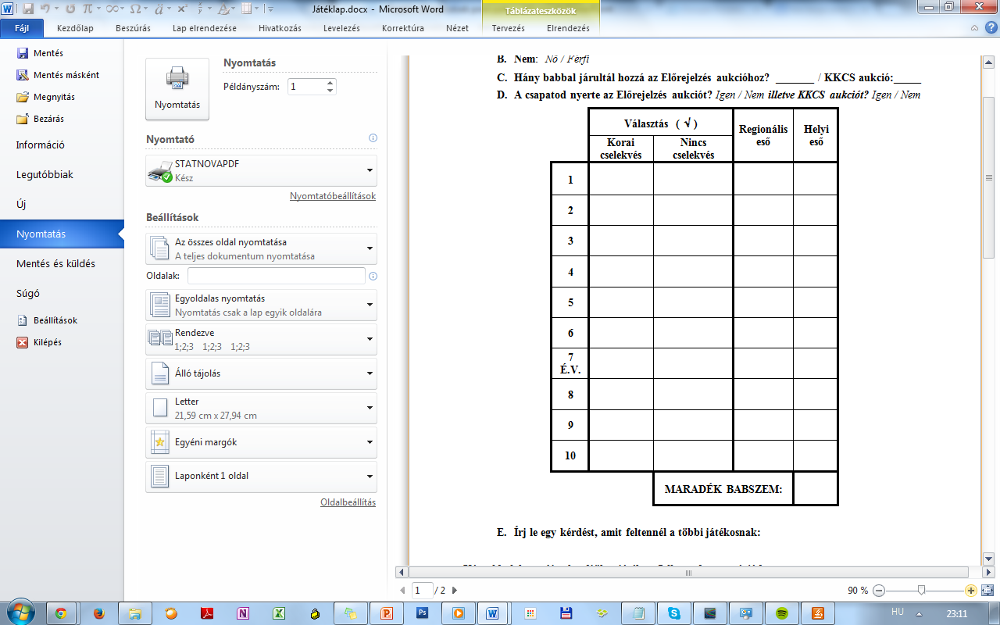 Játéklap.docx - Microsoft Word
Táblázateszközök
Fájl
Kezdőlap
Beszúrás
Lap elrendezése
Hivatkozás
Levelezés
Korrektúra
Nézet
Tervezés
Elrendezés
Mentés
Mentés másként
Megnyitás
Bezárás
Információ
Legutóbbiak
Új
Nyomtatás
Mentés és küldés
Súgó
Beállítások
Kilépés
Nyomtatás
Nyomtatás
Példányszám: 1
Nyomtató
STATNOVAPDF
Kész
Nyomtatóbeállítások
Beállítások
Az összes oldal nyomtatása
A teljes dokumentum nyomtatása
Oldalak:
Egyoldalas nyomtatás
Nyomtatás csak a lap egyik oldalára
Rendezve
1;2;3 1;2;3 1;2;3
Álló tájolás
Letter
21,59 cm x 27,94 cm
Egyéni margók
Laponként 1 oldal
Oldalbeállítás
B. Nem: Nő / Férfi
C. Hány babbal járultál hozzá az Előrejelzés aukcióhoz? _______ / KKCS aukció:_____
D. A csapatod nyerte az Előrejelzés aukciót? Igen / Nem illetve KKCS aukciót? Igen / Nem
Választás ( √ )
Regionális eső
Helyi eső
Korai cselekvés
Nincs cselekvés
1
2
3
4
5
6
7
É.V.
8
9
10
MARADÉK BABSZEM:
E. Írj le egy kérdést, amit feltennél a többi játékosnak:
1 / 2
90 %
HU
23:11